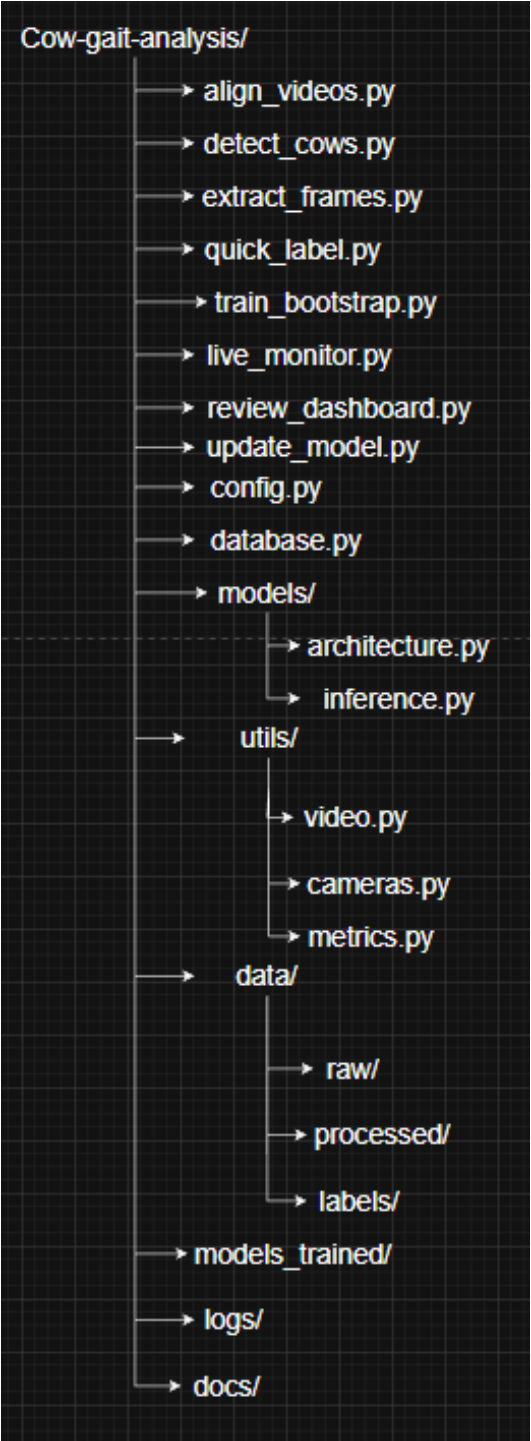 Cow-gait-analysis/
align_videos.py
detect_cows.py
extract_frames.py
quick_label.py
train_bootstrap.py
live_monitor.py
review_dashboard.py
update_model.py
config.py
database.py
models/
architecture.py
inference.py
utils/
video.py
cameras.py
metrics.py
data/
raw/
processed/
labels/
models_trained/
logs/
docs/